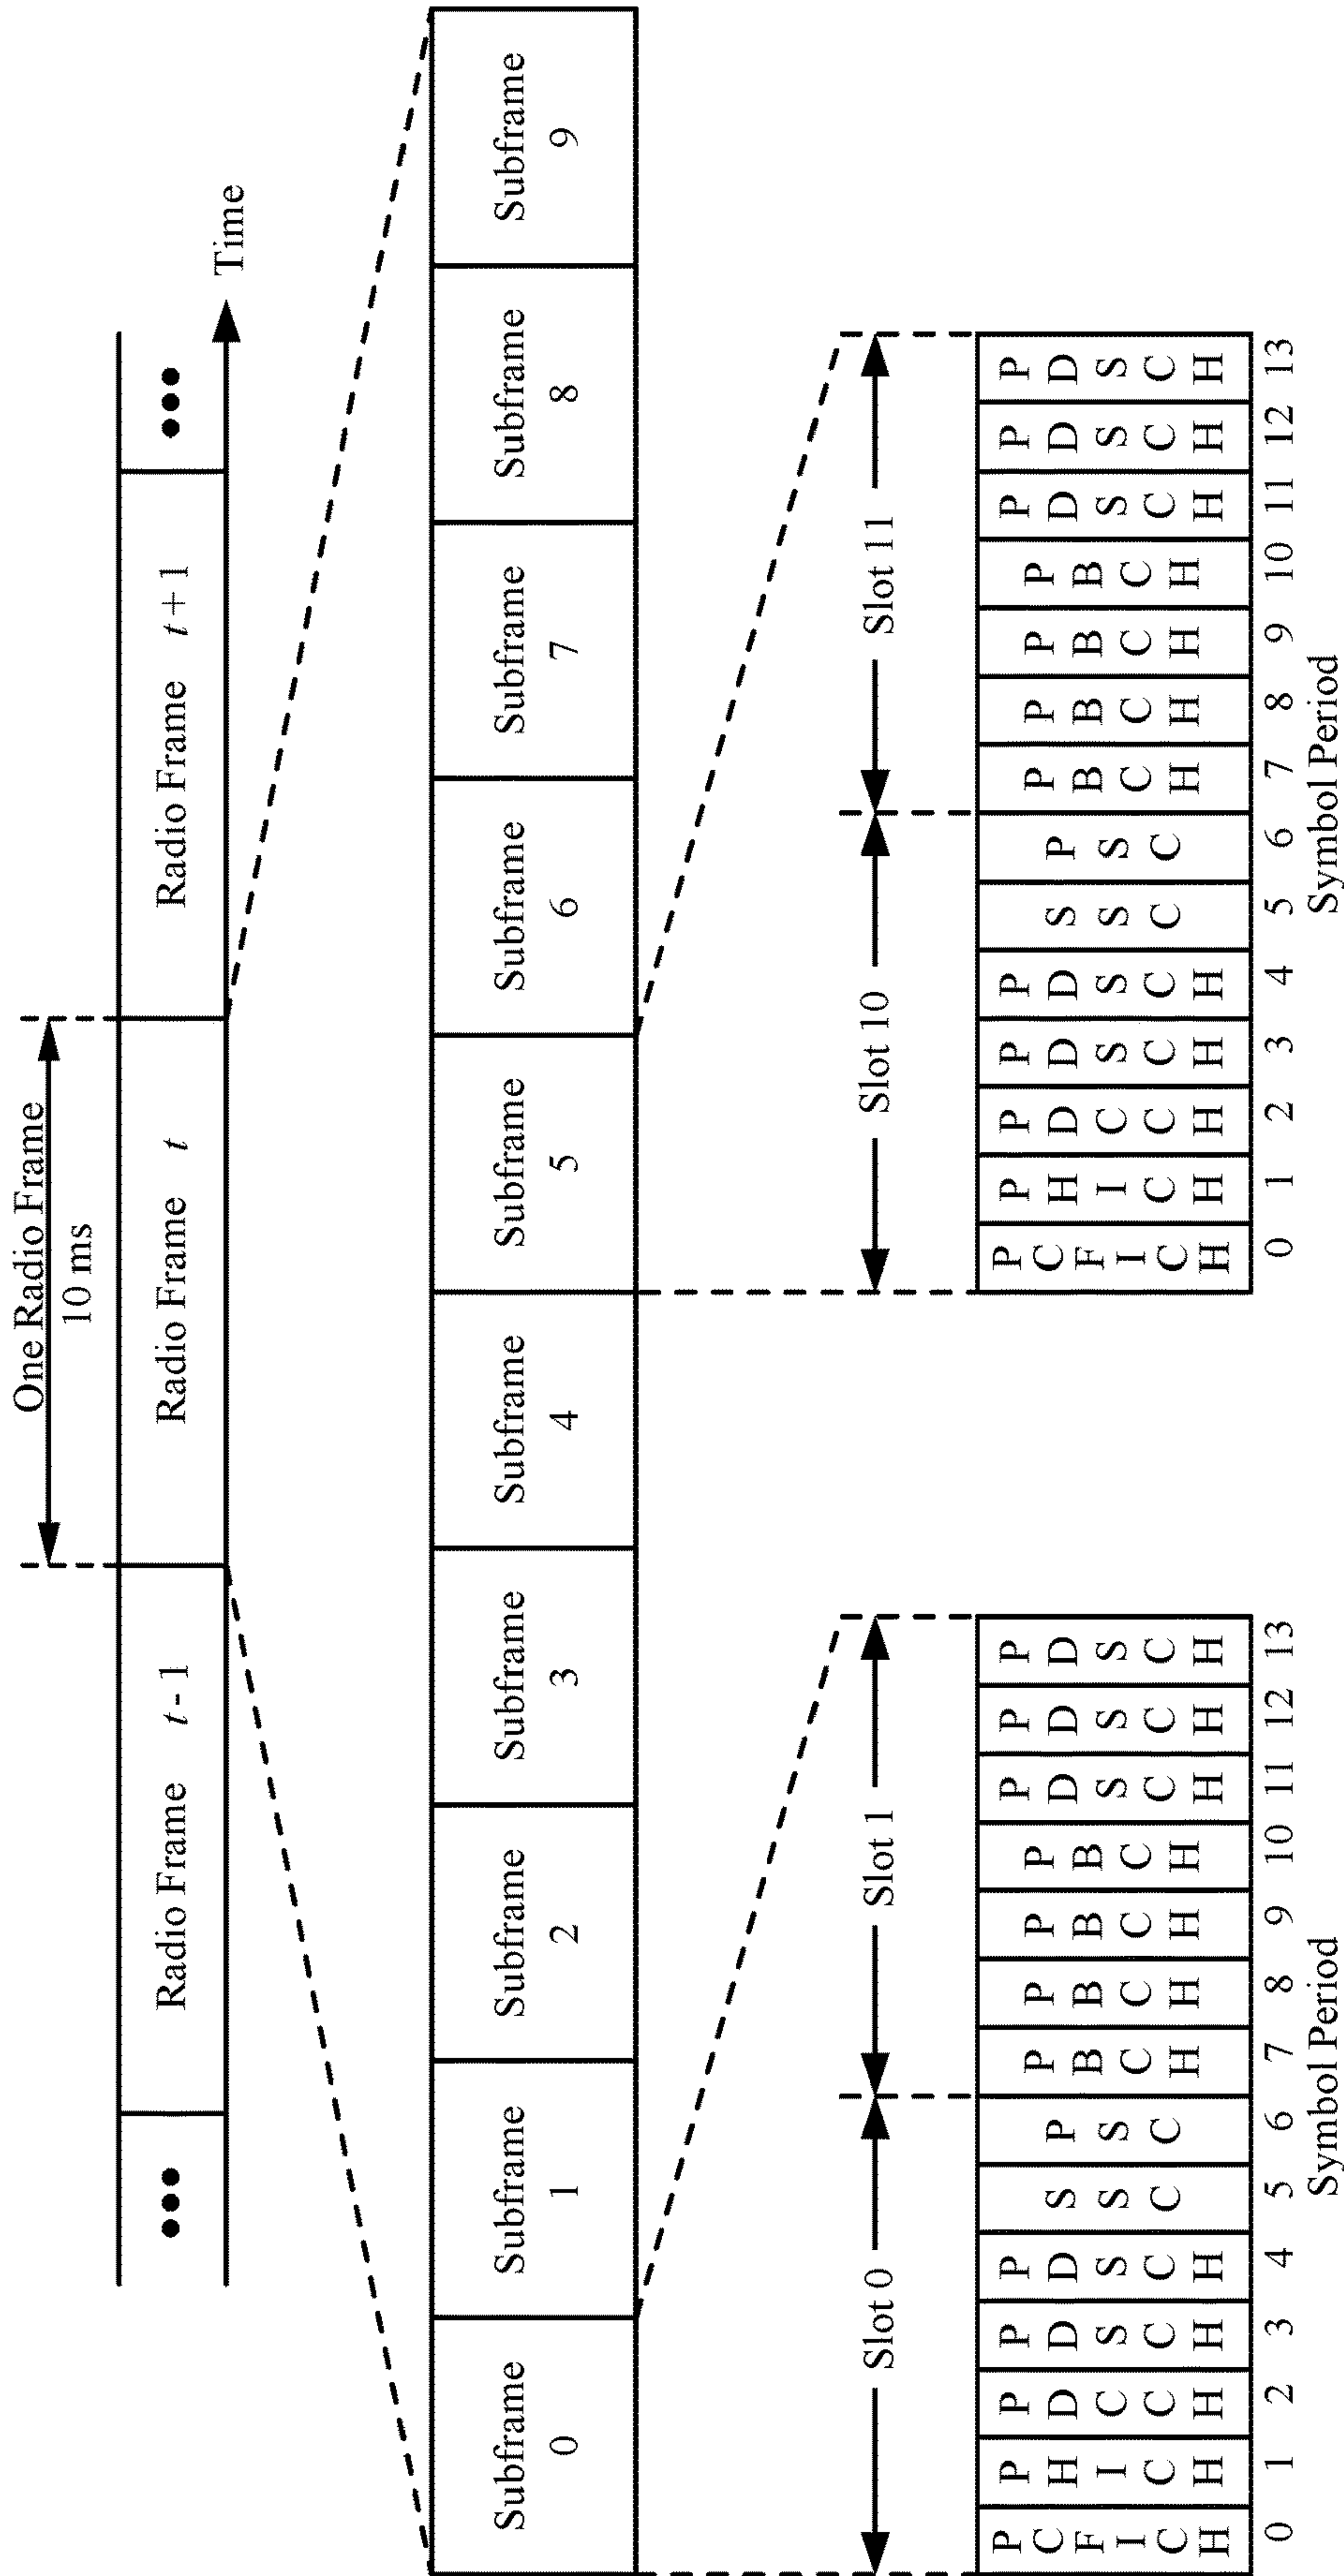 One Radio Frame
10 ms
●●●
Radio Frame t-1
Radio Frame t
Radio Frame t+1
●●●
Time
Subframe 0
Subframe 1
Subframe 2
Subframe 3
Subframe 4
Subframe 5
Subframe 6
Subframe 7
Subframe 8
Subframe 9
Slot 0
Slot 1
PCFICH
PHICH
PDCCH
PDSCH
PDSCH
SSC
PSC
PBCH
PBCH
PBCH
PBCH
PDSCH
PDSCH
PDSCH
0 1 2 3 4 5 6 7 8 9 10 11 12 13
Symbol Period
Slot 10
Slot 11
PCFICH
PHICH
PDCCH
PDSCH
PDSCH
SSC
PSC
PBCH
PBCH
PBCH
PBCH
PDSCH
PDSCH
PDSCH
0 1 2 3 4 5 6 7 8 9 10 11 12 13
Symbol Period